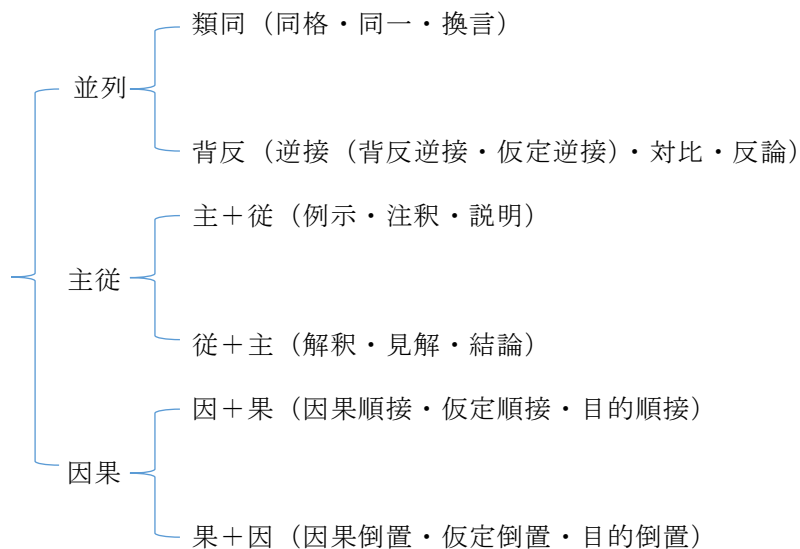 類同（同格・同一・換言）
並列
背反（逆接（背反逆接・仮定逆接）・対比・反論）
主＋従（例示・注釈・説明）
主従
従＋主（解釈・見解・結論）
因＋果（因果順接・仮定順接・目的順接）
因果
果＋因（因果倒置・仮定倒置・目的倒置）